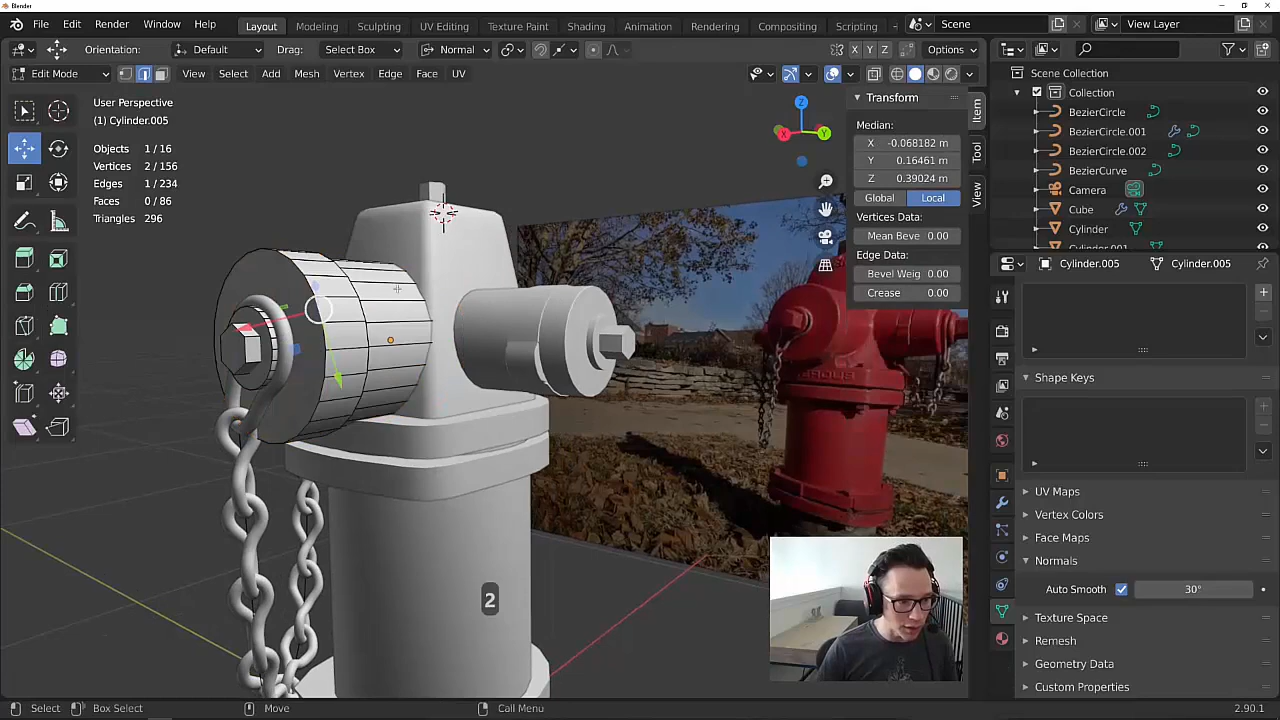 Blender
File Edit Render Window Help
Layout Modeling Sculpting UV Editing Texture Paint Shading Animation Rendering Compositing Scripting
Scene
View Layer
Orientation: Default Drag: Select Box Normal
X Y Z Options
Edit Mode View Select Add Mesh Vertex Edge Face UV
User Perspective
(1) Cylinder.005
Objects 1/16
Vertices 2/156
Edges 1/234
Faces 0/86
Triangles 296
Z
X
Y
Transform
Median:
X -0.068182 m
Y 0.16461 m
Z 0.39024 m
Global Local
Vertices Data:
Mean Beve 0.00
Edge Data:
Bevel Weig 0.00
Crease 0.00
Item
Tool
View
Scene Collection
Collection
BezierCircle
BezierCircle.001
BezierCircle.002
BezierCurve
Camera
Cube
Cylinder
Cylinder.001
Cylinder.005 Cylinder.005
Shape Keys
UV Maps
Vertex Colors
Face Maps
Normals
Auto Smooth 30°
Texture Space
Remesh
Geometry Data
Custom Properties
2
Select Box Select Move Call Menu 2.90.1